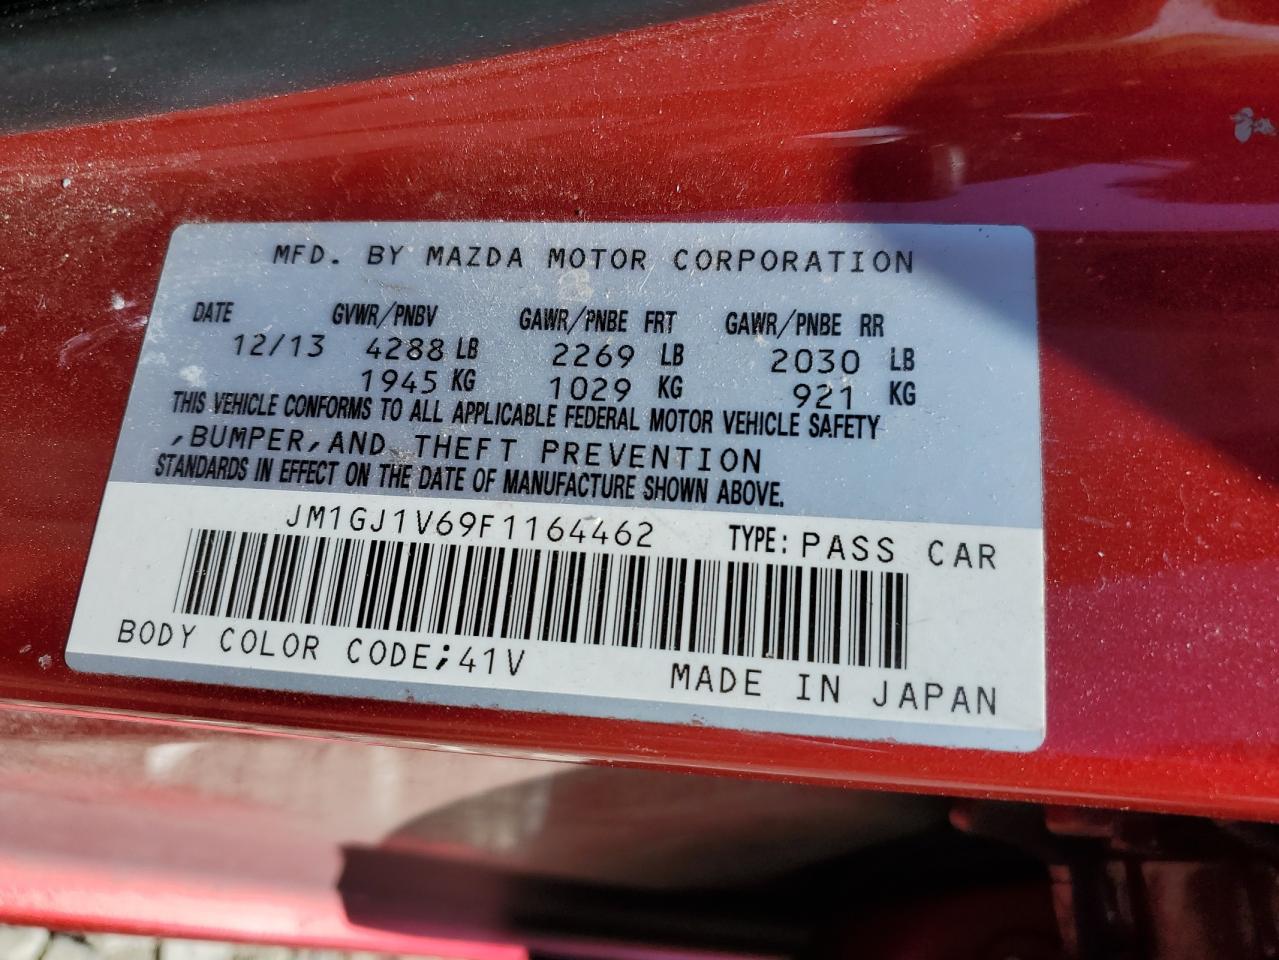 MFD. BY MAZDA MOTOR CORPORATION
DATE GVWR/PNBV GAWR/PNBE FRT GAWR/PNBE RR
12/13 4288 LB 2269 LB 2030 LB
1945 KG 1029 KG 921 KG
THIS VEHICLE CONFORMS TO ALL APPLICABLE FEDERAL MOTOR VEHICLE SAFETY
,BUMPER,AND THEFT PREVENTION
STANDARDS IN EFFECT ON THE DATE OF MANUFACTURE SHOWN ABOVE.
JM1GJ1V69F1164462 TYPE: PASS CAR
BODY COLOR CODE;41V MADE IN JAPAN